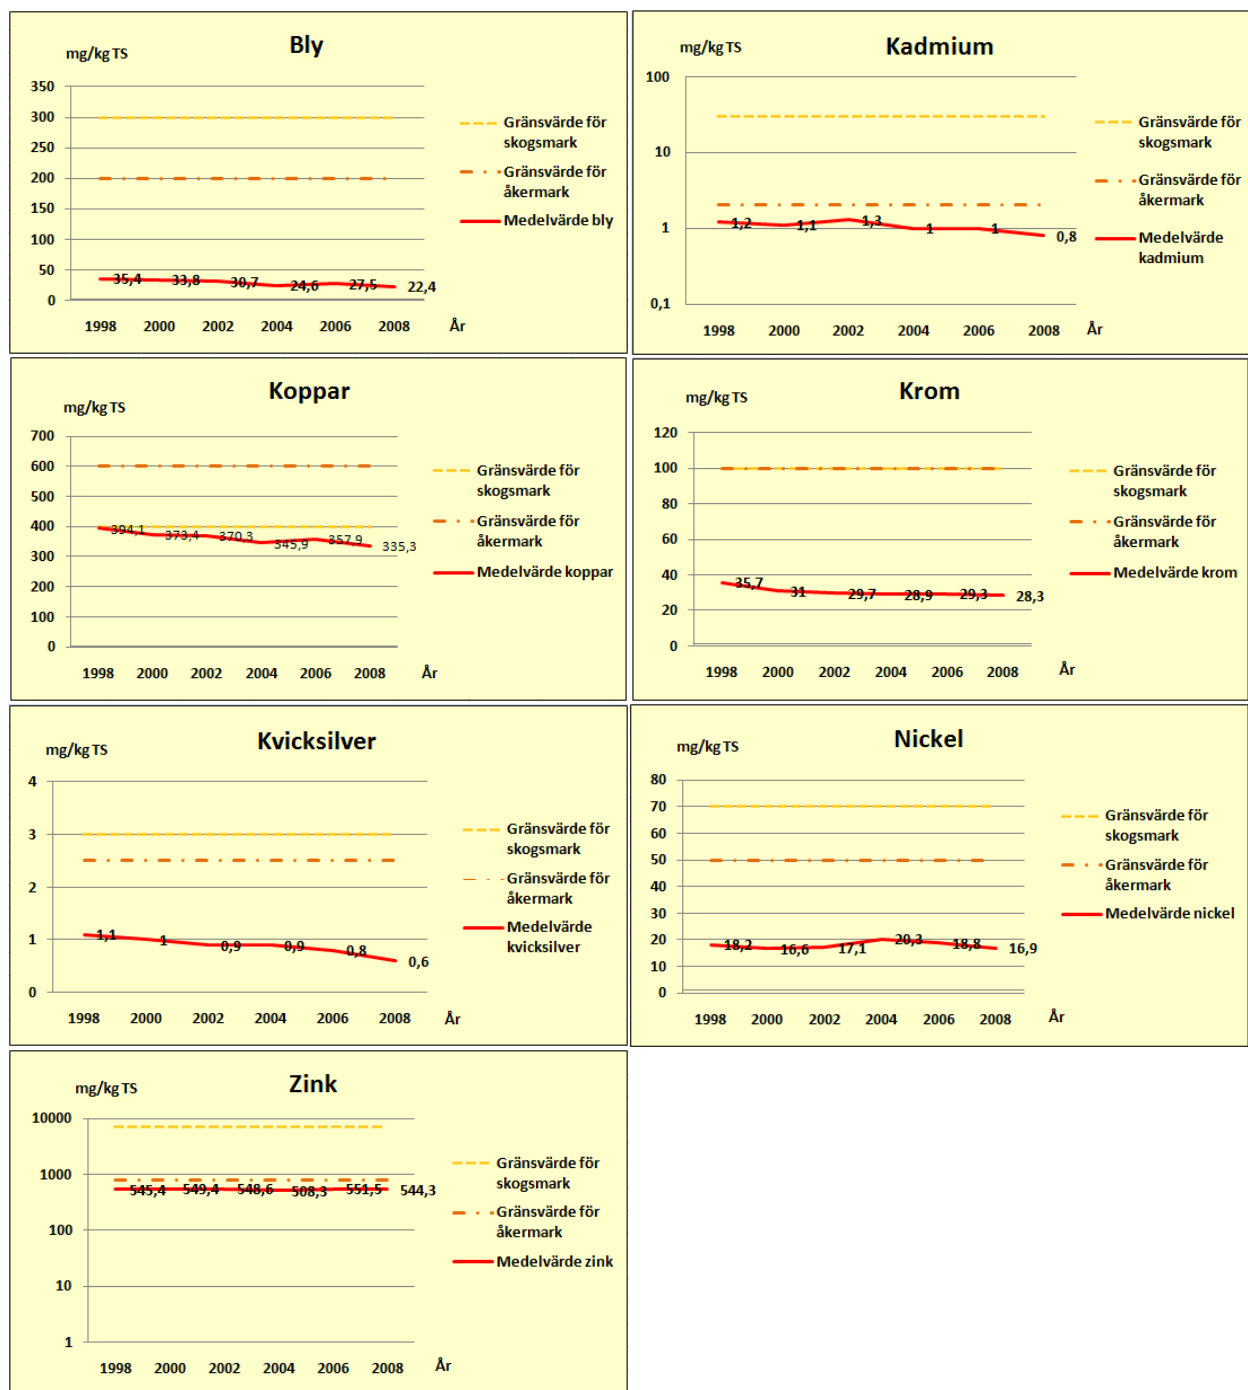 Bly
mg/kg TS
350
300
250
200
150
100
50
0
35,4
33,8
30,7
24,6
27,5
22,4
1998
2000
2002
2004
2006
2008
År
Gränsvärde för
skogsmark
Gränsvärde för
åkermark
Medelvärde bly
Kadmium
mg/kg TS
100
10
1
0,1
1,2
1,1
1,3
1
1
0,8
1998
2000
2002
2004
2006
2008
År
Gränsvärde för
skogsmark
Gränsvärde för
åkermark
Medelvärde
kadmium
Koppar
mg/kg TS
700
600
500
400
300
200
100
0
394,1
373,4
370,3
345,9
357,9
335,3
1998
2000
2002
2004
2006
2008
År
Gränsvärde för
skogsmark
Gränsvärde för
åkermark
Medelvärde koppar
Krom
mg/kg TS
120
100
80
60
40
20
0
35,7
31
29,7
28,9
29,3
28,3
1998
2000
2002
2004
2006
2008
År
Gränsvärde för
skogsmark
Gränsvärde för
åkermark
Medelvärde krom
Kvicksilver
mg/kg TS
4
3
2
1
0
1,1
1
0,9
0,9
0,8
0,6
1998
2000
2002
2004
2006
2008
År
Gränsvärde för
skogsmark
Gränsvärde för
åkermark
Medelvärde
kvicksilver
Nickel
mg/kg TS
80
70
60
50
40
30
20
10
0
18,2
16,6
17,1
20,3
18,8
16,9
1998
2000
2002
2004
2006
2008
År
Gränsvärde för
skogsmark
Gränsvärde för
åkermark
Medelvärde nickel
Zink
mg/kg TS
10000
1000
100
10
1
545,4
549,4
548,6
508,3
551,5
544,3
1998
2000
2002
2004
2006
2008
År
Gränsvärde för
skogsmark
Gränsvärde för
åkermark
Medelvärde zink